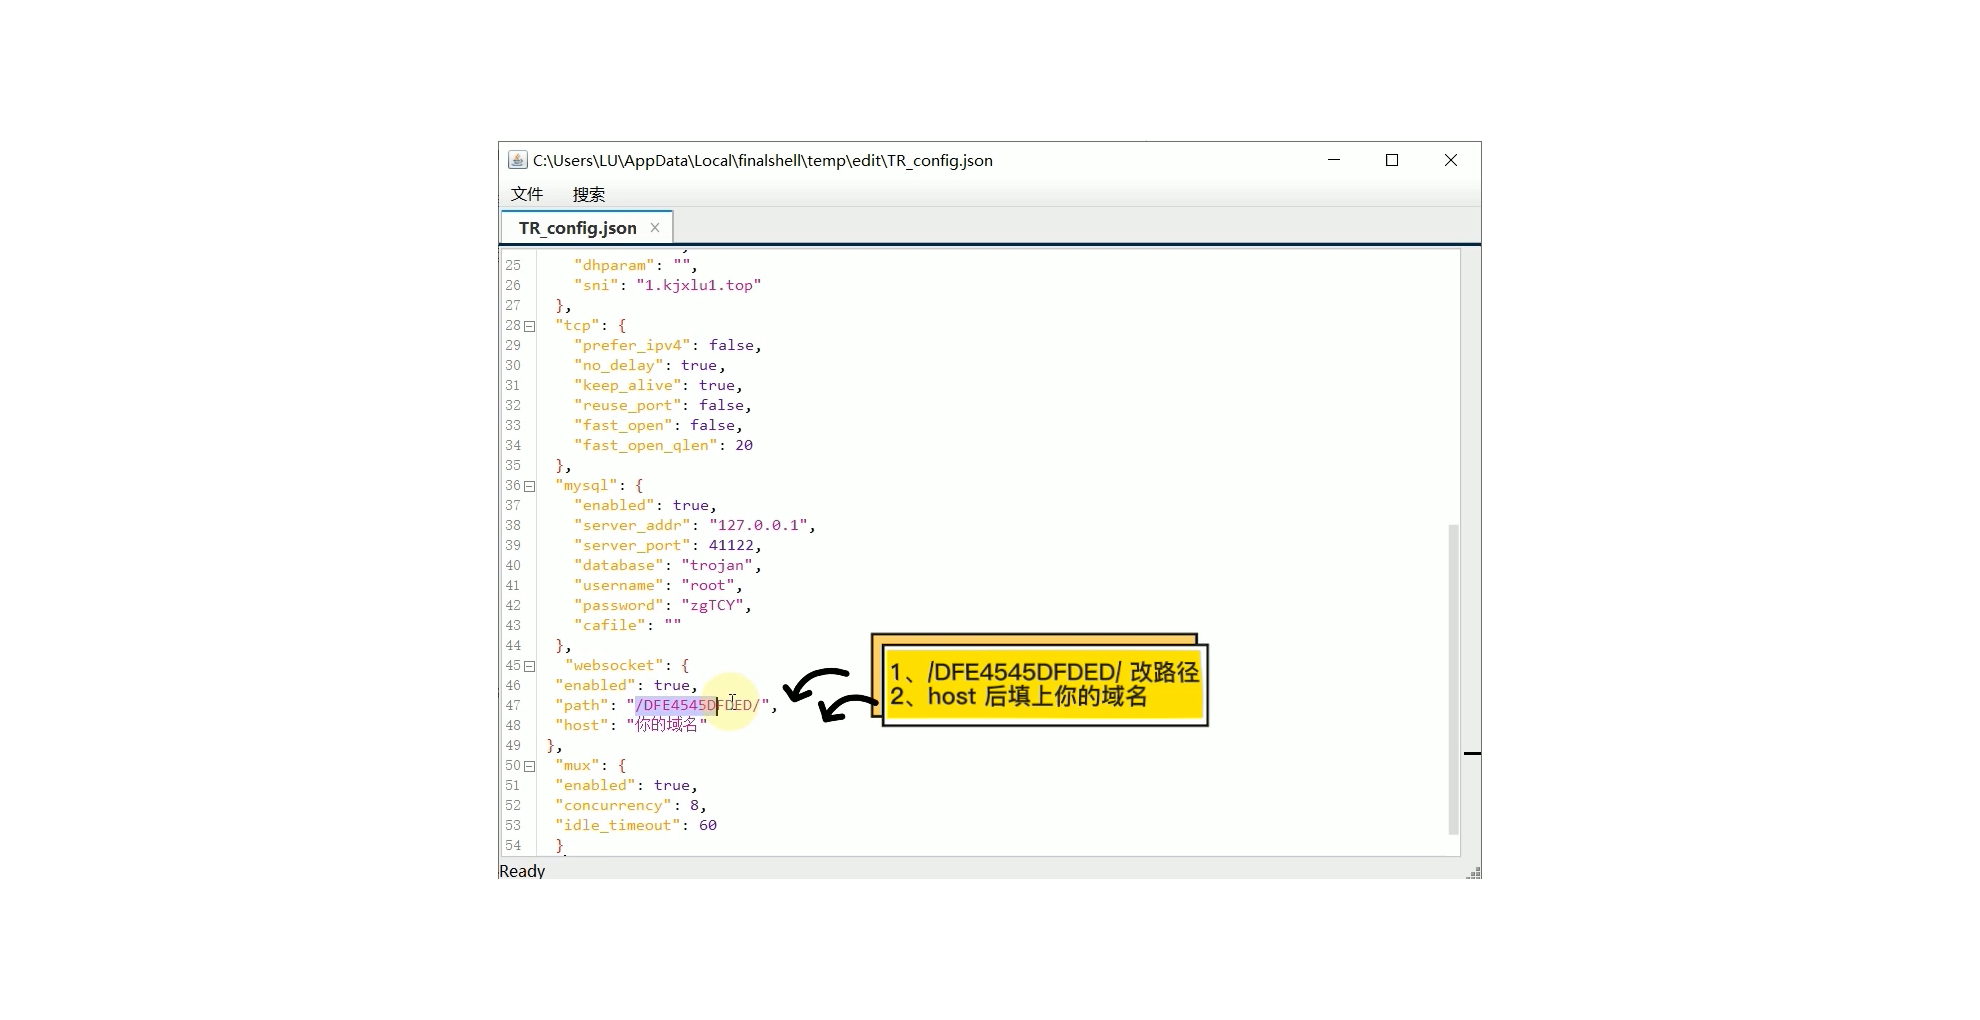 C:\Users\LU\AppData\Local\finalshell\temp\edit\TR_config.json
文件 搜索
TR_config.json
25 "dhparam": "",
26 "sni": "1.kjxlu1.top"
27 },
28 "tcp": {
29 "prefer_ipv4": false,
30 "no_delay": true,
31 "keep_alive": true,
32 "reuse_port": false,
33 "fast_open": false,
34 "fast_open_qlen": 20
35 },
36 "mysql": {
37 "enabled": true,
38 "server_addr": "127.0.0.1",
39 "server_port": 41122,
40 "database": "trojan",
41 "username": "root",
42 "password": "zgTCY",
43 "cafile": ""
44 },
45 "websocket": {
46 "enabled": true,
47 "path": "/DFE4545DFDED/",
48 "host": "你的域名"
49 },
50 "mux": {
51 "enabled": true,
52 "concurrency": 8,
53 "idle_timeout": 60
54 }
1、/DFE4545DFDED/ 改路径
2、host 后填上你的域名
Ready